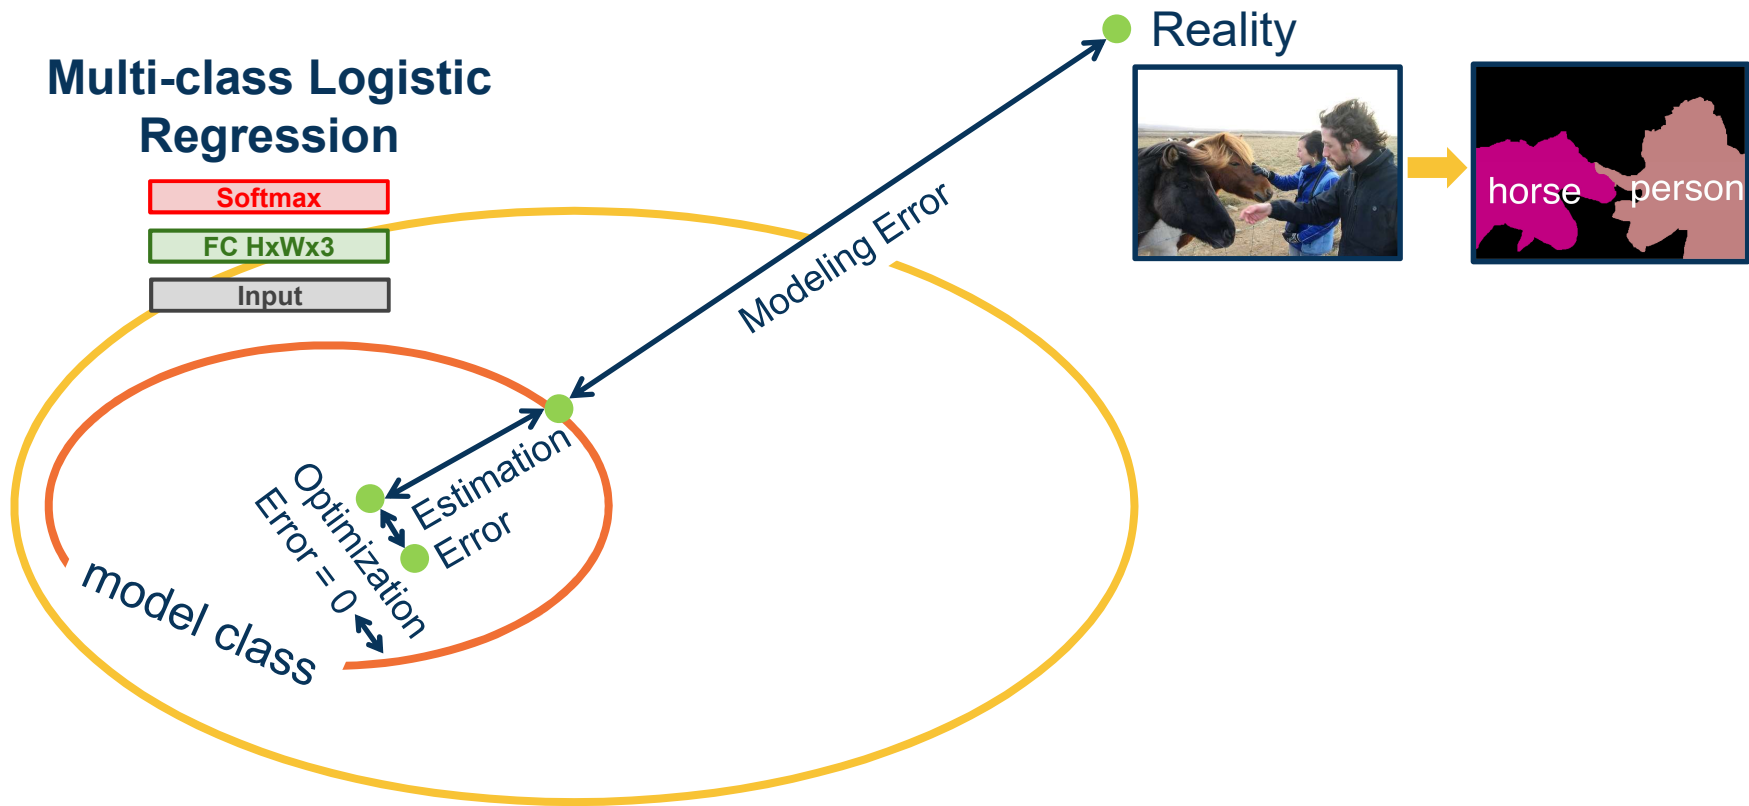 Multi-class Logistic
Regression
Softmax
FC HxWx3
Input
Reality
horse
person
Modeling Error
Estimation
Error
Optimization
Error = 0
model class